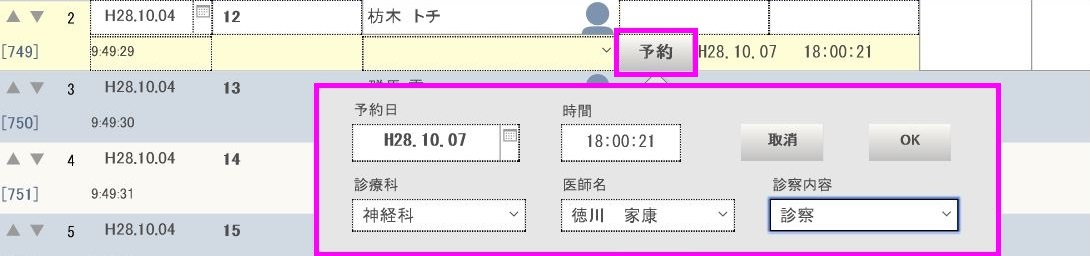 2 H28.10.04 12 枋木 トチ
[749] 9:49:29 予約 H28.10.07 18:00:21
3 H28.10.04 13
[750] 9:49:30
予約日 時間
H28.10.07 18:00:21 取消 OK
4 H28.10.04 14
診療科 医師名 診察内容
[751] 9:49:31
神経科 徳川 家康 診察
5 H28.10.04 15